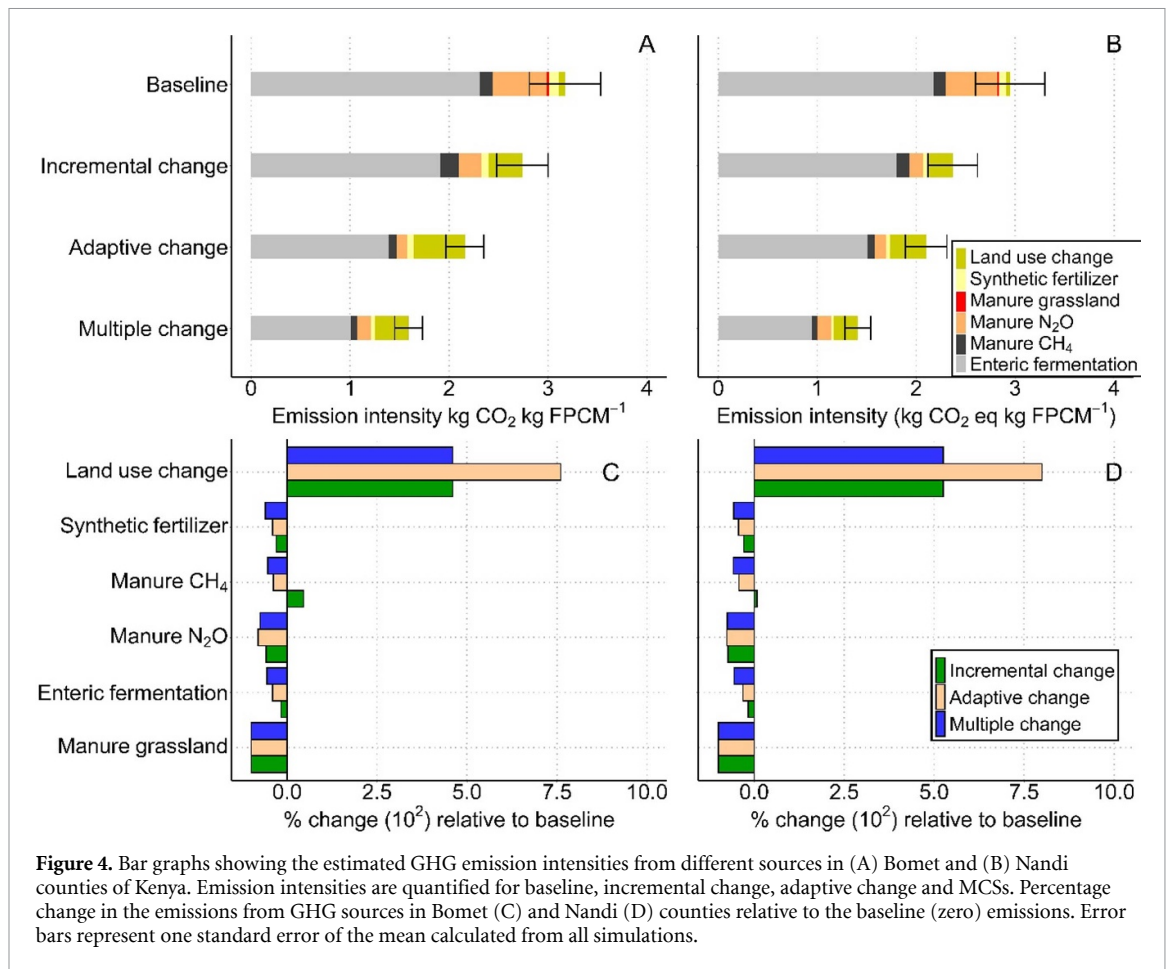 A
B
Baseline
Incremental change
Adaptive change
Multiple change
Land use change
Synthetic fertilizer
Manure grassland
Manure N₂O
Manure CH₄
Enteric fermentation
0 1 2 3 4
0 1 2 3 4
Emission intensity kg CO₂ kg FPCM⁻¹
Emission intensity (kg CO₂ eq kg FPCM⁻¹)
C
D
Land use change
Synthetic fertilizer
Manure CH₄
Manure N₂O
Enteric fermentation
Manure grassland
Incremental change
Adaptive change
Multiple change
0.0 2.5 5.0 7.5 10.0
0.0 2.5 5.0 7.5 10.0
% change (10²) relative to baseline
% change (10²) relative to baseline
Figure 4. Bar graphs showing the estimated GHG emission intensities from different sources in (A) Bomet and (B) Nandi
counties of Kenya. Emission intensities are quantified for baseline, incremental change, adaptive change and MCSs. Percentage
change in the emissions from GHG sources in Bomet (C) and Nandi (D) counties relative to the baseline (zero) emissions. Error
bars represent one standard error of the mean calculated from all simulations.